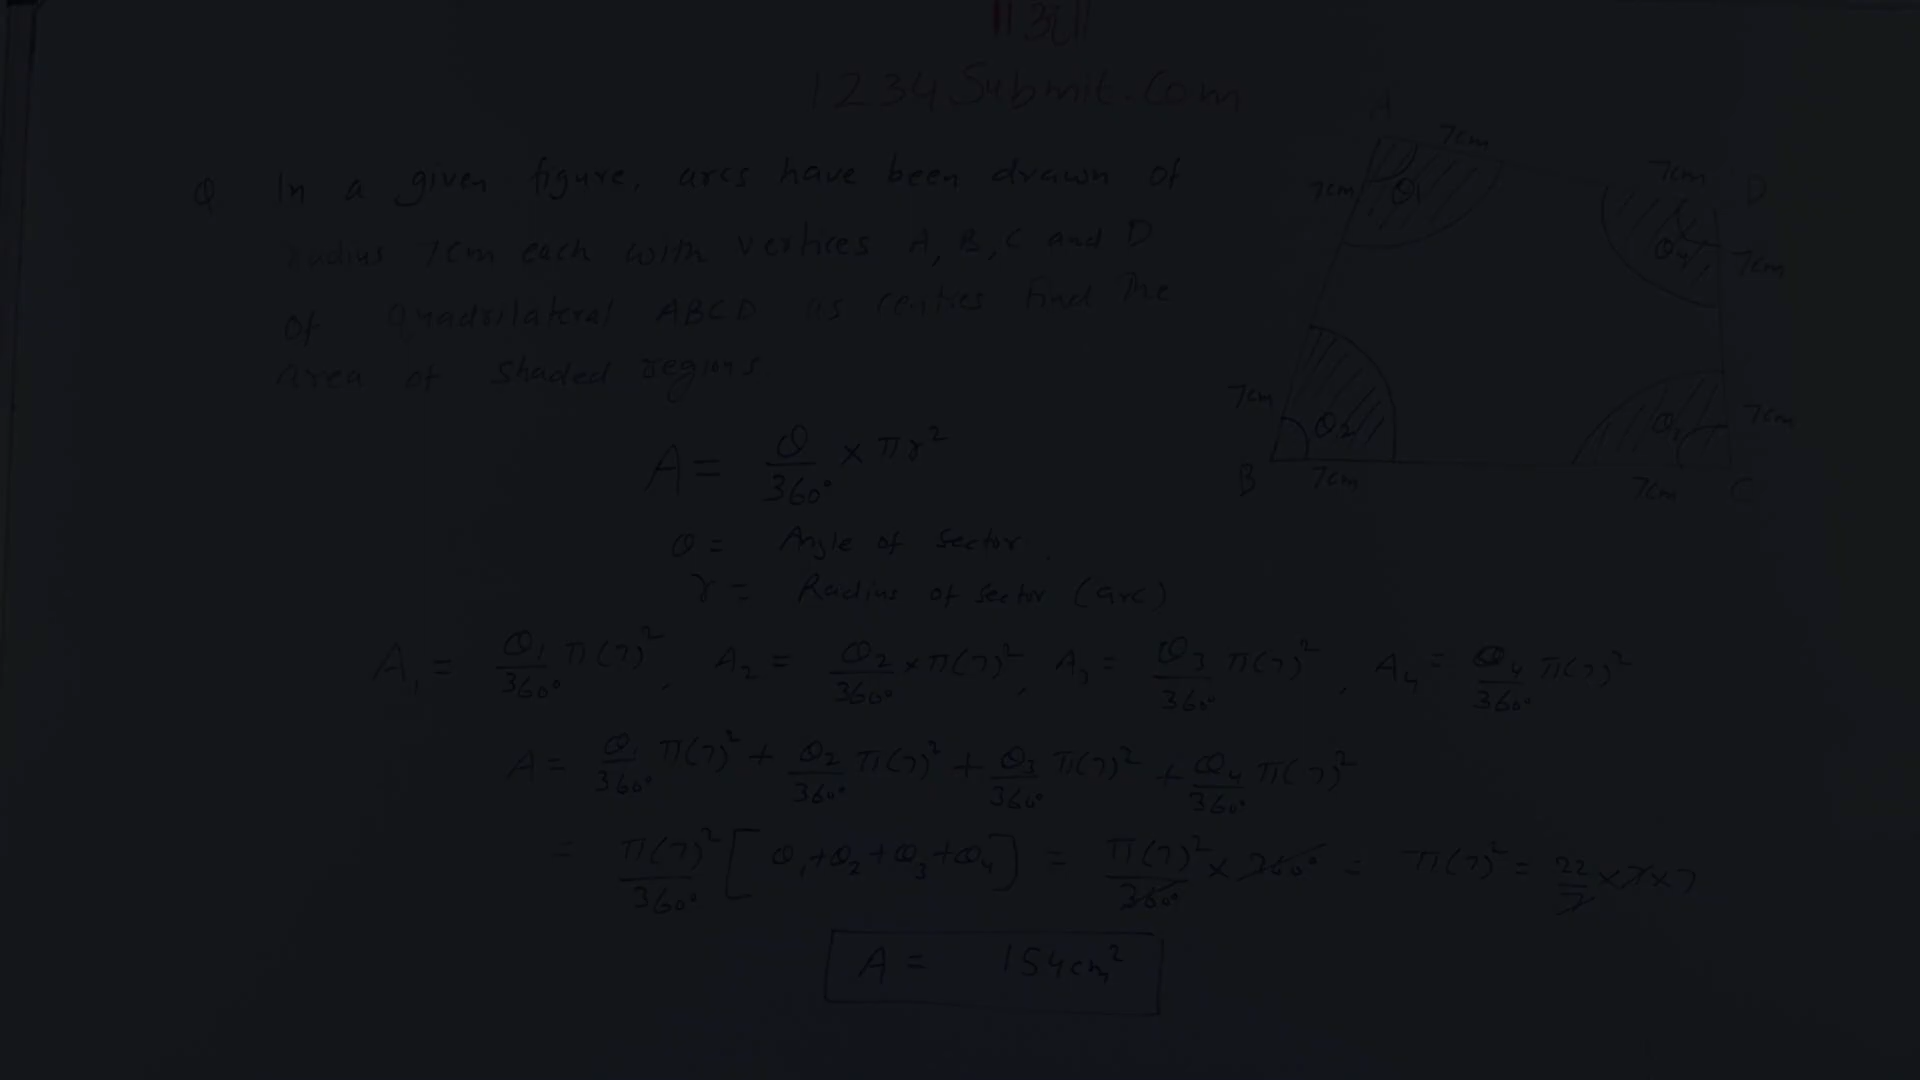 1234Submit.Com
A
7cm
7cm
7cm
D
Q In a given figure, arcs have been drawn of
7cm
θ1
radius 7cm each with vertices A, B, C and D
θ4
7cm
of quadrilateral ABCD as centres find the
area of shaded regions
7cm
θ2
7cm
B
7cm
7cm
C
A = θ/360° × πr²
θ = Angle of sector.
r = Radius of sector (arc)
A1 = θ1/360° π(7)², A2 = θ2/360° × π(7)², A3 = θ3/360° π(7)², A4 = θ4/360° π(7)²
A = θ1/360° π(7)² + θ2/360° π(7)² + θ3/360° π(7)² + θ4/360° π(7)²
= π(7)²/360° [θ1+θ2+θ3+θ4] = π(7)²/360° × 360° = π(7)² = 22/7 ×7×7
A = 154cm²